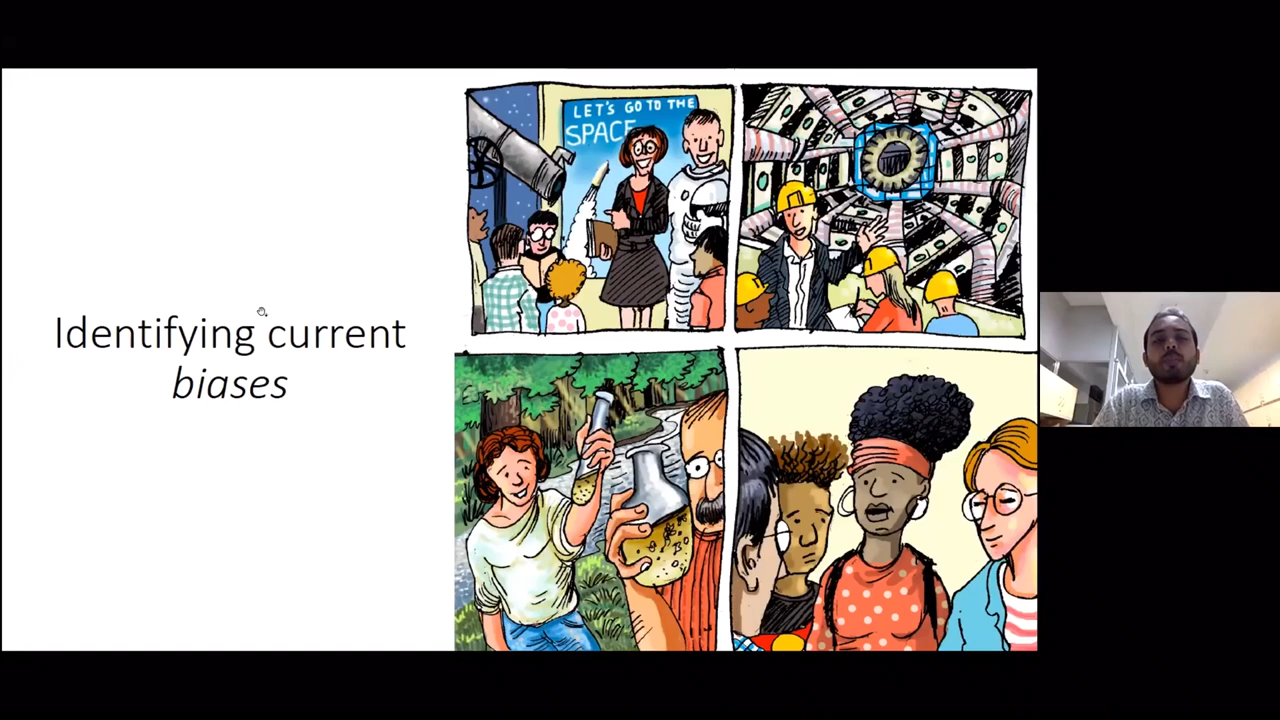 Identifying current
biases
LET'S GO TO THE
SPACE